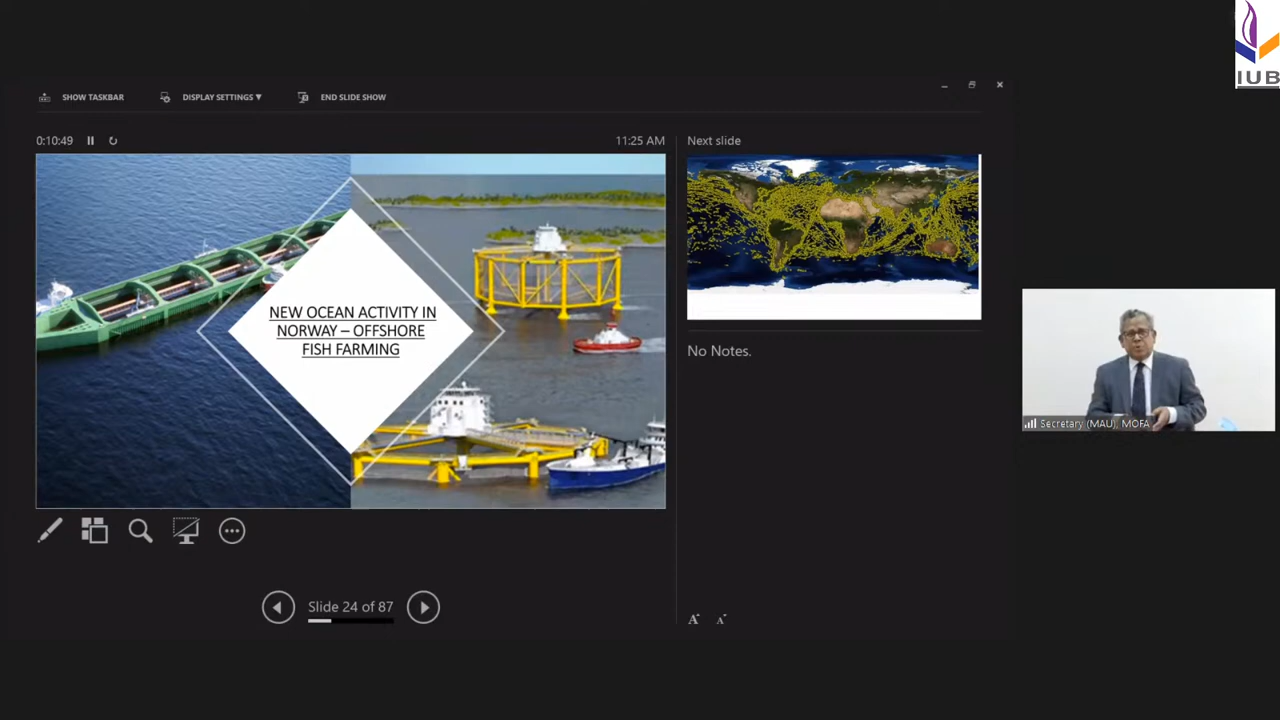 IUB
SHOW TASKBAR
DISPLAY SETTINGS ▼
END SLIDE SHOW
0:10:49
11:25 AM
Next slide
NEW OCEAN ACTIVITY IN
NORWAY – OFFSHORE
FISH FARMING
No Notes.
Secretary (MAU), MOFA
Slide 24 of 87
A
A